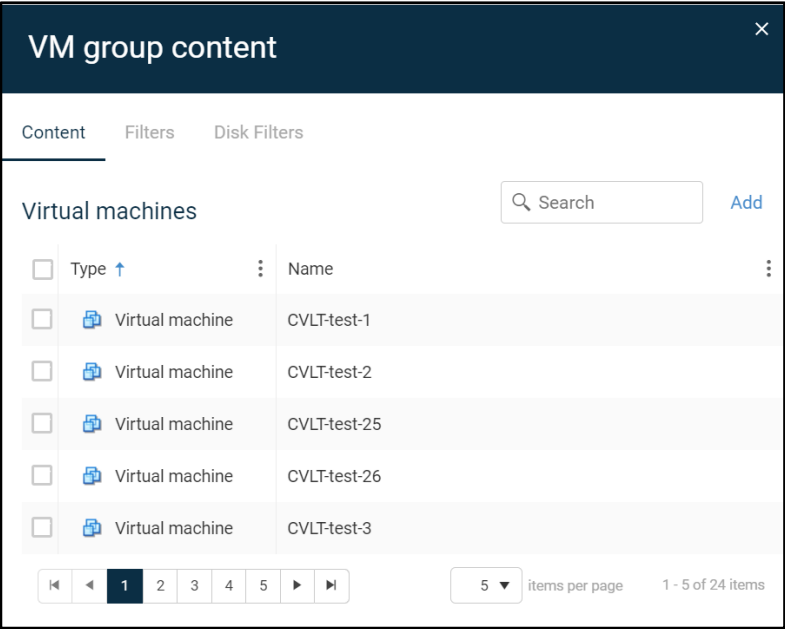 VM group content
Content Filters Disk Filters
Virtual machines Search Add
Type Name
Virtual machine CVLT-test-1
Virtual machine CVLT-test-2
Virtual machine CVLT-test-25
Virtual machine CVLT-test-26
Virtual machine CVLT-test-3
1 2 3 4 5 5 items per page 1 - 5 of 24 items